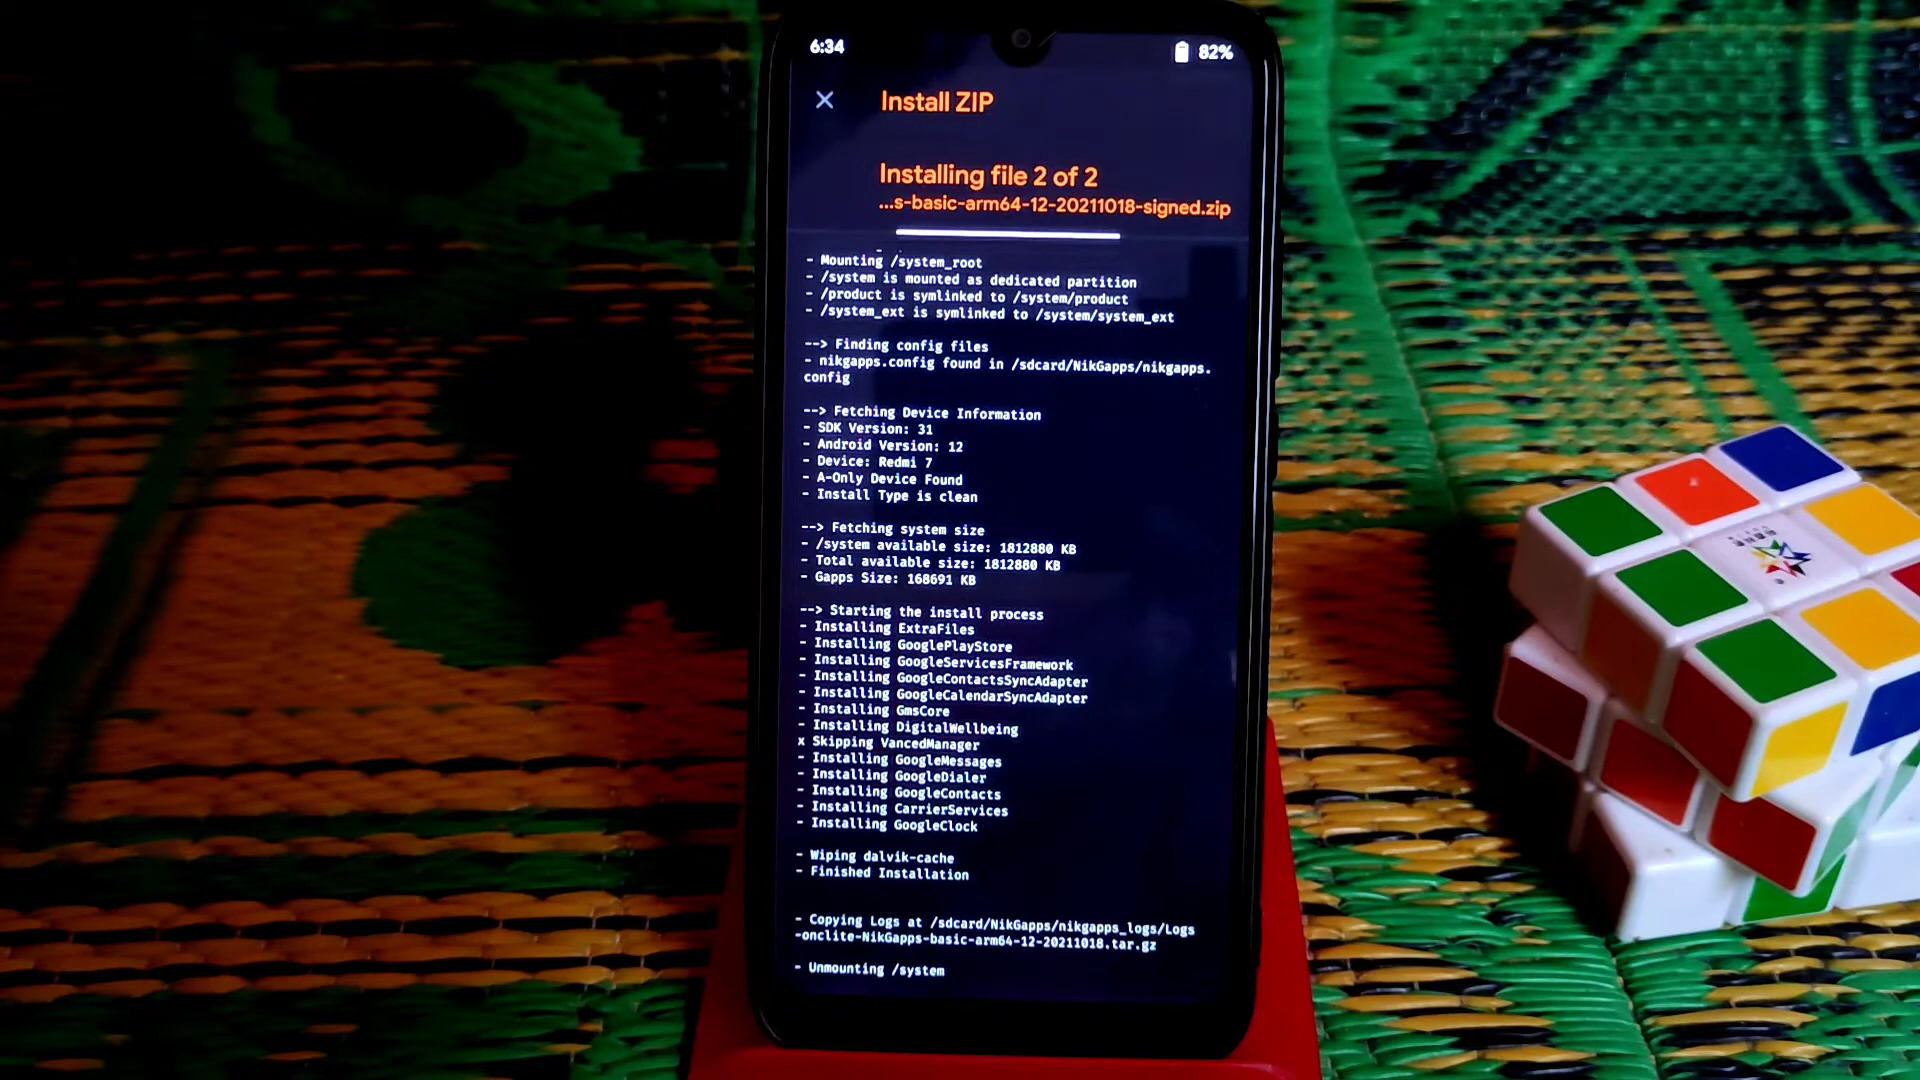 6:34
82%
Install ZIP
Installing file 2 of 2
...s-basic-arm64-12-20211018-signed.zip
- Mounting /system_root
- /system is mounted as dedicated partition
- /product is symlinked to /system/product
- /system_ext is symlinked to /system/system_ext
--> Finding config files
- nikgapps.config found in /sdcard/NikGapps/nikgapps.
config
--> Fetching Device Information
- SDK Version: 31
- Android Version: 12
- Device: Redmi 7
- A-Only Device Found
- Install Type is clean
--> Fetching system size
- /system available size: 1812880 KB
- Total available size: 1812880 KB
- Gapps Size: 168691 KB
--> Starting the install process
- Installing ExtraFiles
- Installing GooglePlayStore
- Installing GoogleServicesFramework
- Installing GoogleContactsSyncAdapter
- Installing GoogleCalendarSyncAdapter
- Installing GmsCore
- Installing DigitalWellbeing
x Skipping VancedManager
- Installing GoogleMessages
- Installing GoogleDialer
- Installing GoogleContacts
- Installing CarrierServices
- Installing GoogleClock
- Wiping dalvik-cache
- Finished Installation
- Copying Logs at /sdcard/NikGapps/nikgapps_logs/Logs
-onclite-NikGapps-basic-arm64-12-20211018.tar.gz
- Unmounting /system